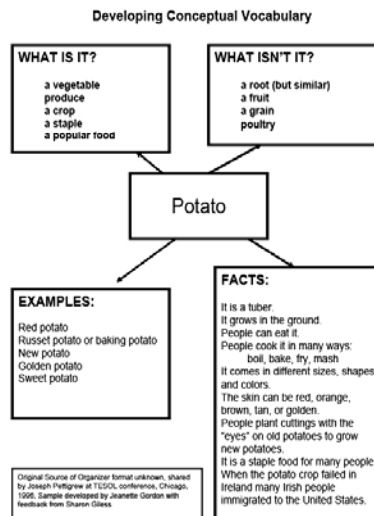 Developing Conceptual Vocabulary
WHAT IS IT?
a vegetable
produce
a crop
a staple
a popular food
WHAT ISN'T IT?
a root (but similar)
a fruit
a grain
poultry
Potato
EXAMPLES:
Red potato
Russet potato or baking potato
New potato
Golden potato
Sweet potato
FACTS:
It is a tuber.
It grows in the ground.
People can eat it.
People cook it in many ways:
boil, bake, fry, mash
It comes in different sizes, shapes
and colors.
The skin can be red, orange,
brown, tan, or golden.
People plant cuttings with the
"eyes" on old potatoes to grow
new potatoes.
It is a staple food for many people
When the potato crop failed in
Ireland many Irish people
immigrated to the United States.
Original Source of Organizer format unknown, shared
by Joseph Pettigrew at TESOL conference, Chicago,
1996, Sample developed by Jeanette Gordon with
feedback from Sharon Gliess